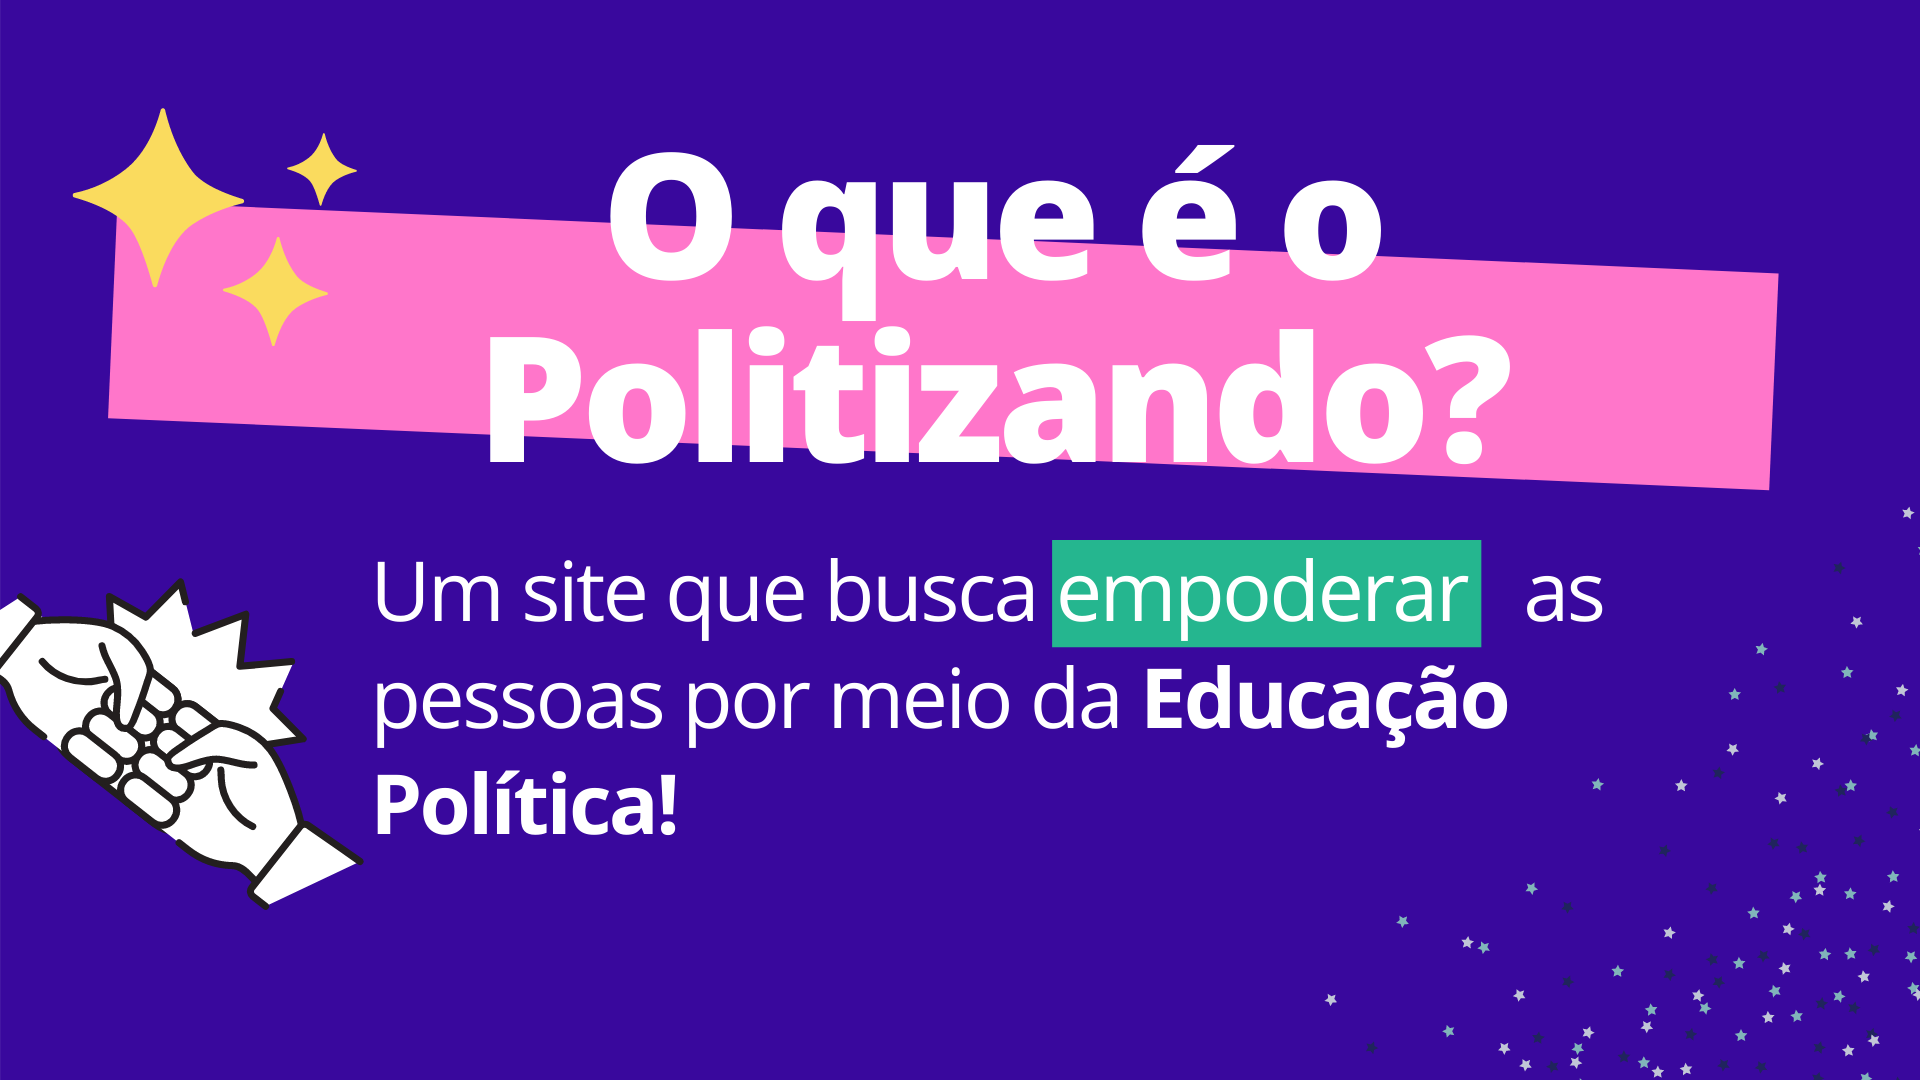 O que é o
Politizando?
Um site que busca empoderar as
pessoas por meio da Educação
Política!